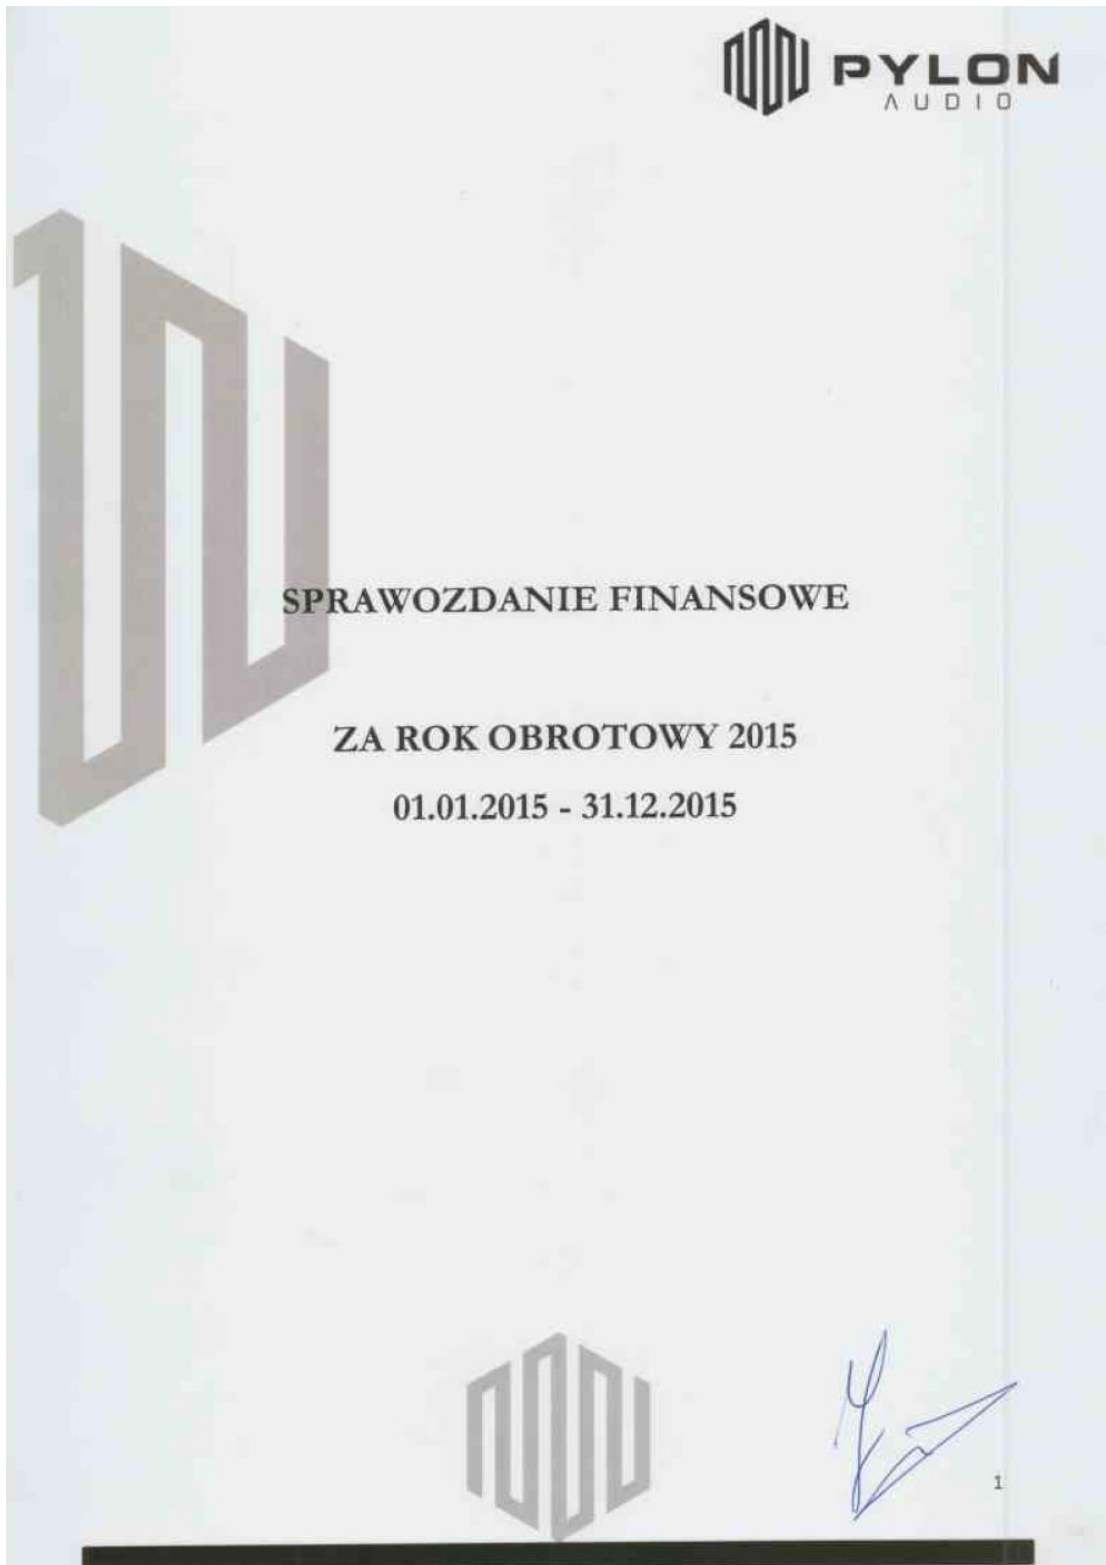 PYLON
AUDIO
SPRAWOZDANIE FINANSOWE
ZA ROK OBROTOWY 2015
01.01.2015 - 31.12.2015
1